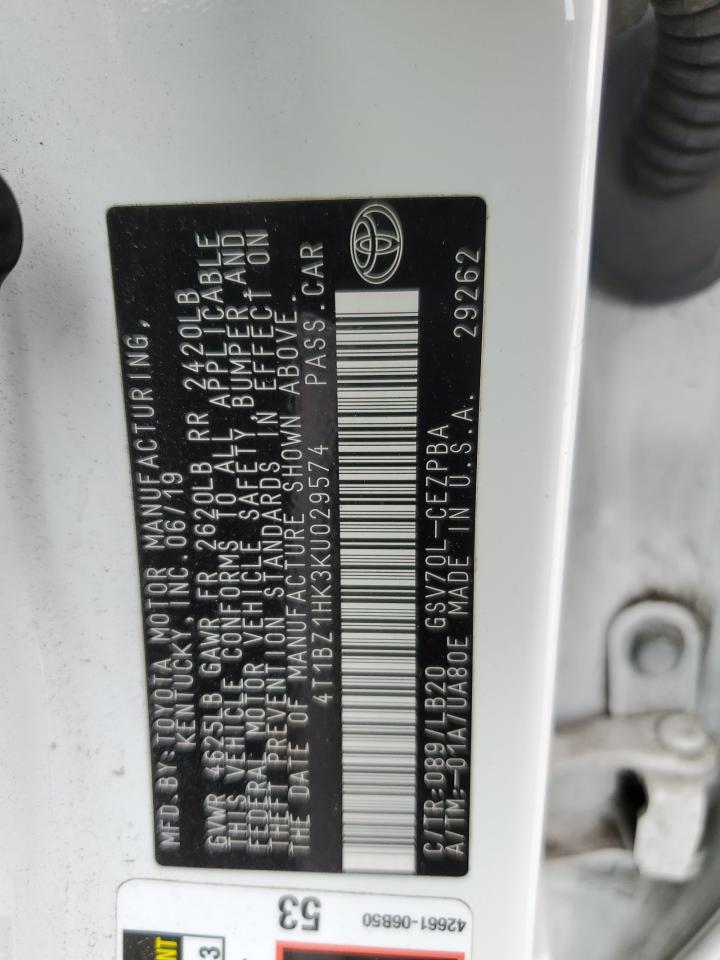 MFD.BY:TOYOTA MOTOR MANUFACTURING,
KENTUCKY, INC.06/19
GVWR 4625LB GAWR FR 2620LB RR 2420LB
THIS VEHICLE CONFORMS TO ALL APPLICABLE
FEDERAL MOTOR VEHICLE SAFETY,BUMPER,AND
THEFT PREVENTION STANDARDS IN EFFECT ON
THE DATE OF MANUFACTURE SHOWN ABOVE.
4T1BZ1HK3KU029574 PASS.CAR
C/TR:089/LB20 GSV70L-CEZPBA
A/TM:-01A/UA80E MADE IN U.S.A. 29262
53
42661-06B50
NT
3